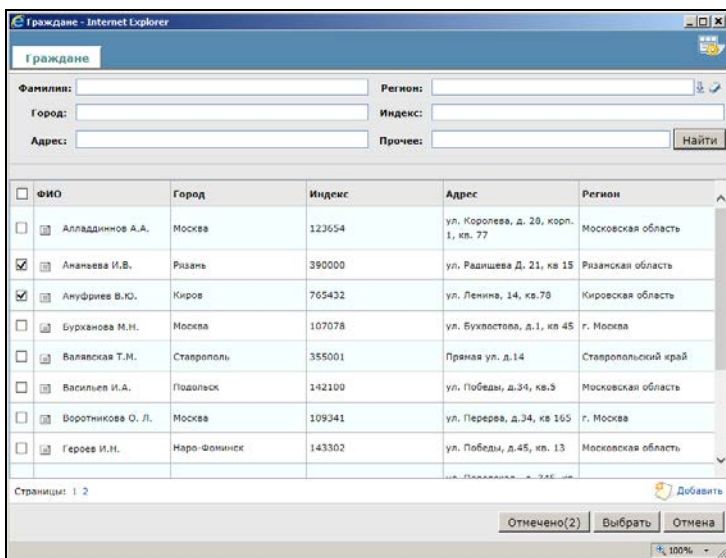 Граждане - Internet Explorer
Граждане
Фамилия: Регион:
Город: Индекс:
Адрес: Прочее: Найти
ФИО Город Индекс Адрес Регион
Алладиннов А.А. Москва 123654 ул. Королева, д. 28, корп. 1, кв. 77 Московская область
Ананьева И.В. Рязань 390000 ул. Радищева Д. 21, кв 15 Рязанская область
Ануфриев В.Ю. Киров 765432 ул. Ленина, 14, кв.78 Кировская область
Бурханова М.Н. Москва 107078 ул. Бухвостова, д.1, кв 45 г. Москва
Валявская Т.М. Ставрополь 355001 Прямая ул. д.14 Ставропольский край
Васильев И.А. Подольск 142100 ул. Победы, д.34, кв.5 Московская область
Воротникова О. Л. Москва 109341 ул. Перерва, д.34, кв 165 г. Москва
Героев И.Н. Наро-Фоминск 143302 ул. Победы, д.45, кв. 13 Московская область
Страницы: 1 2 Добавить
Отмечено(2) Выбрать Отмена
100%